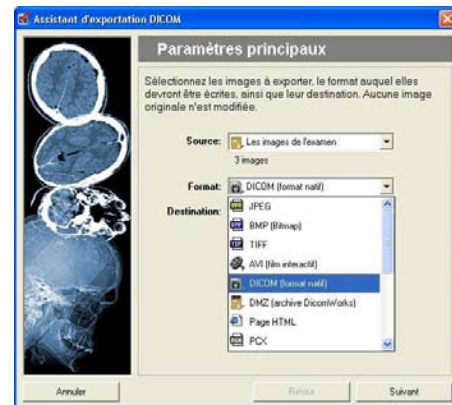 Assistant d'exportation DICOM
Paramètres principaux
Sélectionnez les images à exporter, le format auquel elles
devront être écrites, ainsi que leur destination. Aucune image
originale n'est modifiée.
Source: Les images de l'examen
3 images
Format: DICOM (format natif)
Destination:
JPEG
BMP (Bitmap)
TIFF
AVI (film interactif)
DICOM (format natif)
DMZ (archive DicomWorks)
Page HTML
PCX
Annuler Retour Suivant